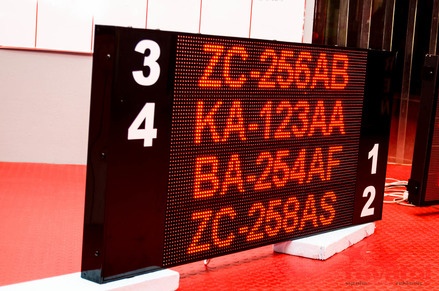 3 ZC-256AB
4 KA-123AA
BA-254AF 1
ZC-258AS 2